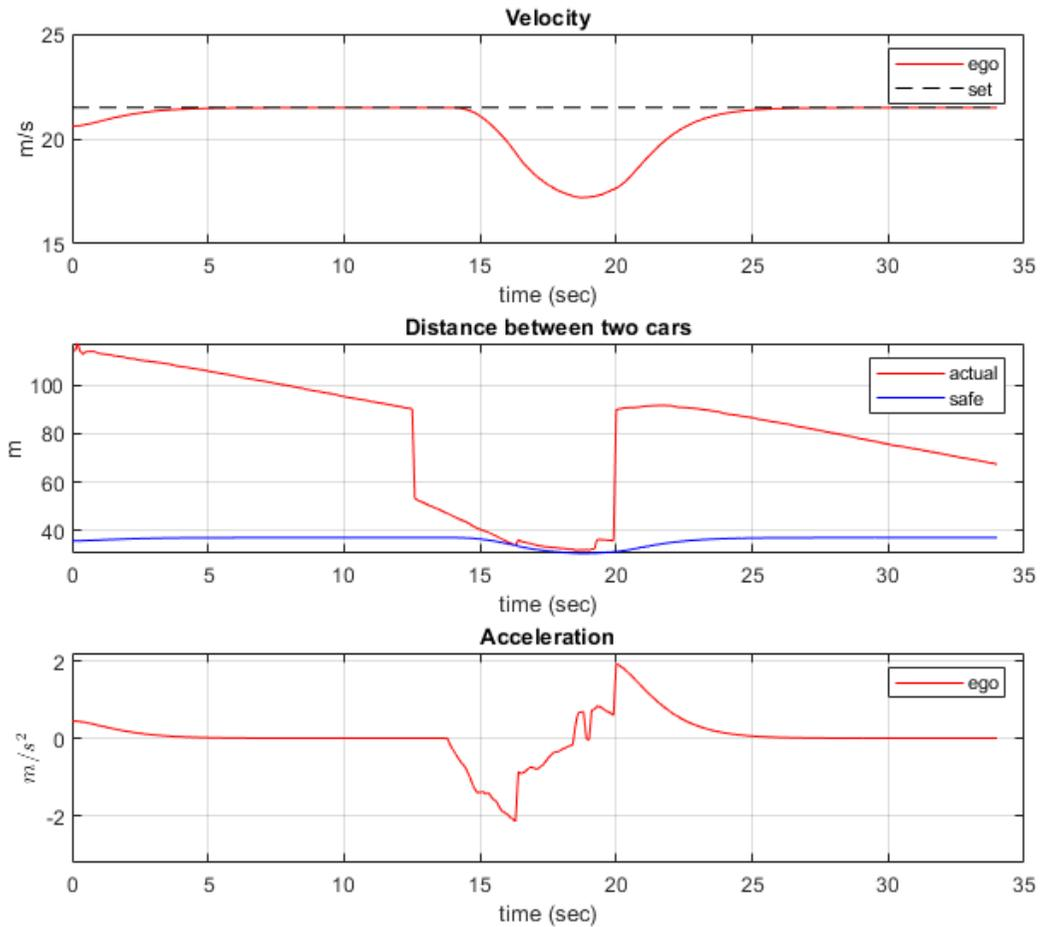 Velocity
25
20
15
m/s
ego
set
0 5 10 15 20 25 30 35
time (sec)
Distance between two cars
100
80
60
40
m
actual
safe
0 5 10 15 20 25 30 35
time (sec)
Acceleration
2
0
-2
m/s²
ego
0 5 10 15 20 25 30 35
time (sec)